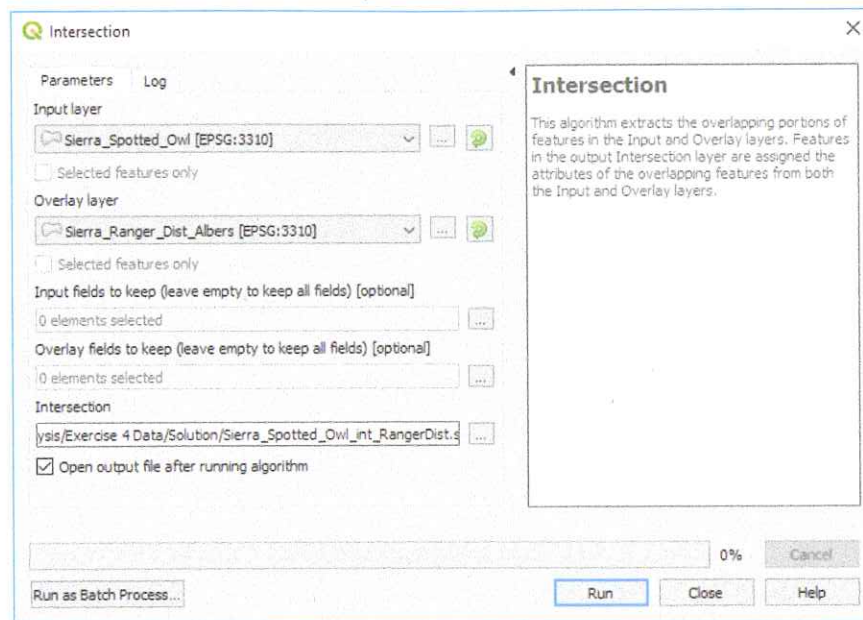 Intersection
Parameters
Log
Input layer
Sierra_Spotted_Owl [EPSG:3310]
...
Selected features only
Overlay layer
Sierra_Ranger_Dist_Albers [EPSG:3310]
...
Selected features only
Input fields to keep (leave empty to keep all fields) [optional]
0 elements selected
...
Overlay fields to keep (leave empty to keep all fields) [optional]
0 elements selected
...
Intersection
ysis/Exercise 4 Data/Solution/Sierra_Spotted_Owl_int_RangerDist.s
...
Open output file after running algorithm
Intersection
This algorithm extracts the overlapping portions of
features in the Input and Overlay layers. Features
in the output Intersection layer are assigned the
attributes of the overlapping features from both
the Input and Overlay layers.
0%
Cancel
Run as Batch Process...
Run
Close
Help